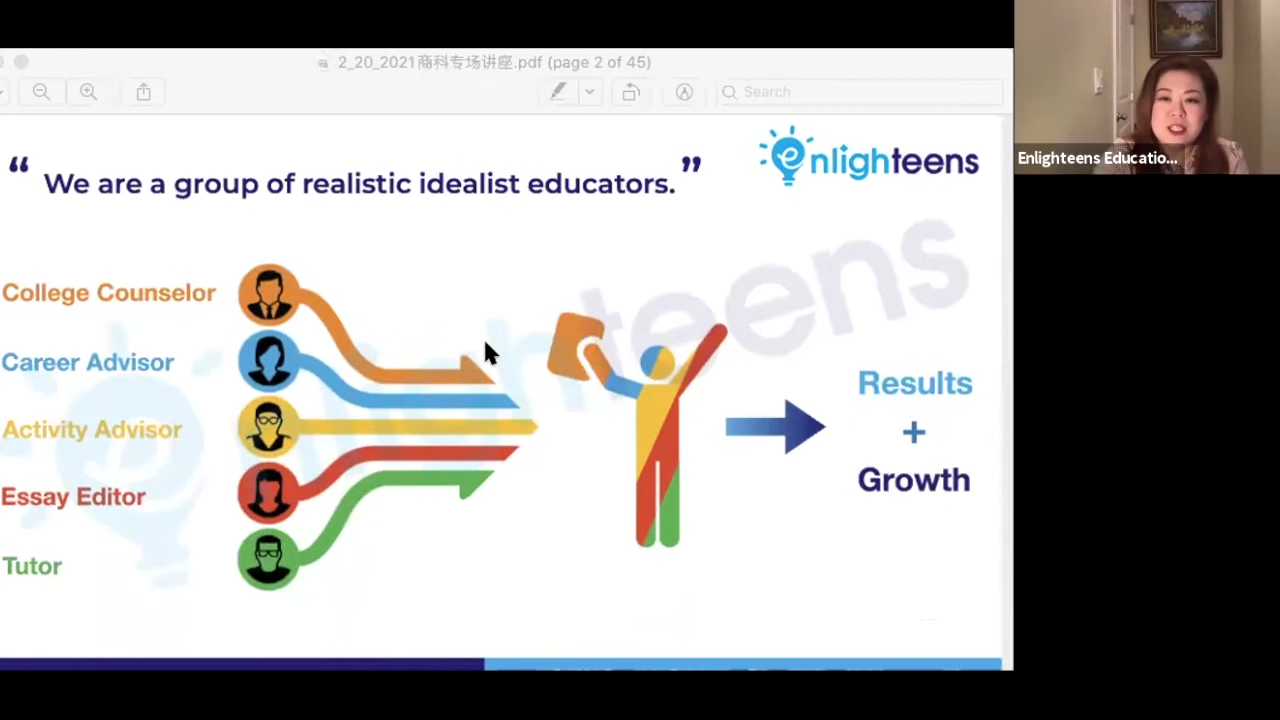 2_20_2021商科专场讲座.pdf (page 2 of 45)
Search
enlighteens
“ We are a group of realistic idealist educators. ”
Enlighteens Educatio...
enlighteens
College Counselor
Career Advisor
Activity Advisor
Essay Editor
Tutor
Results
+
Growth